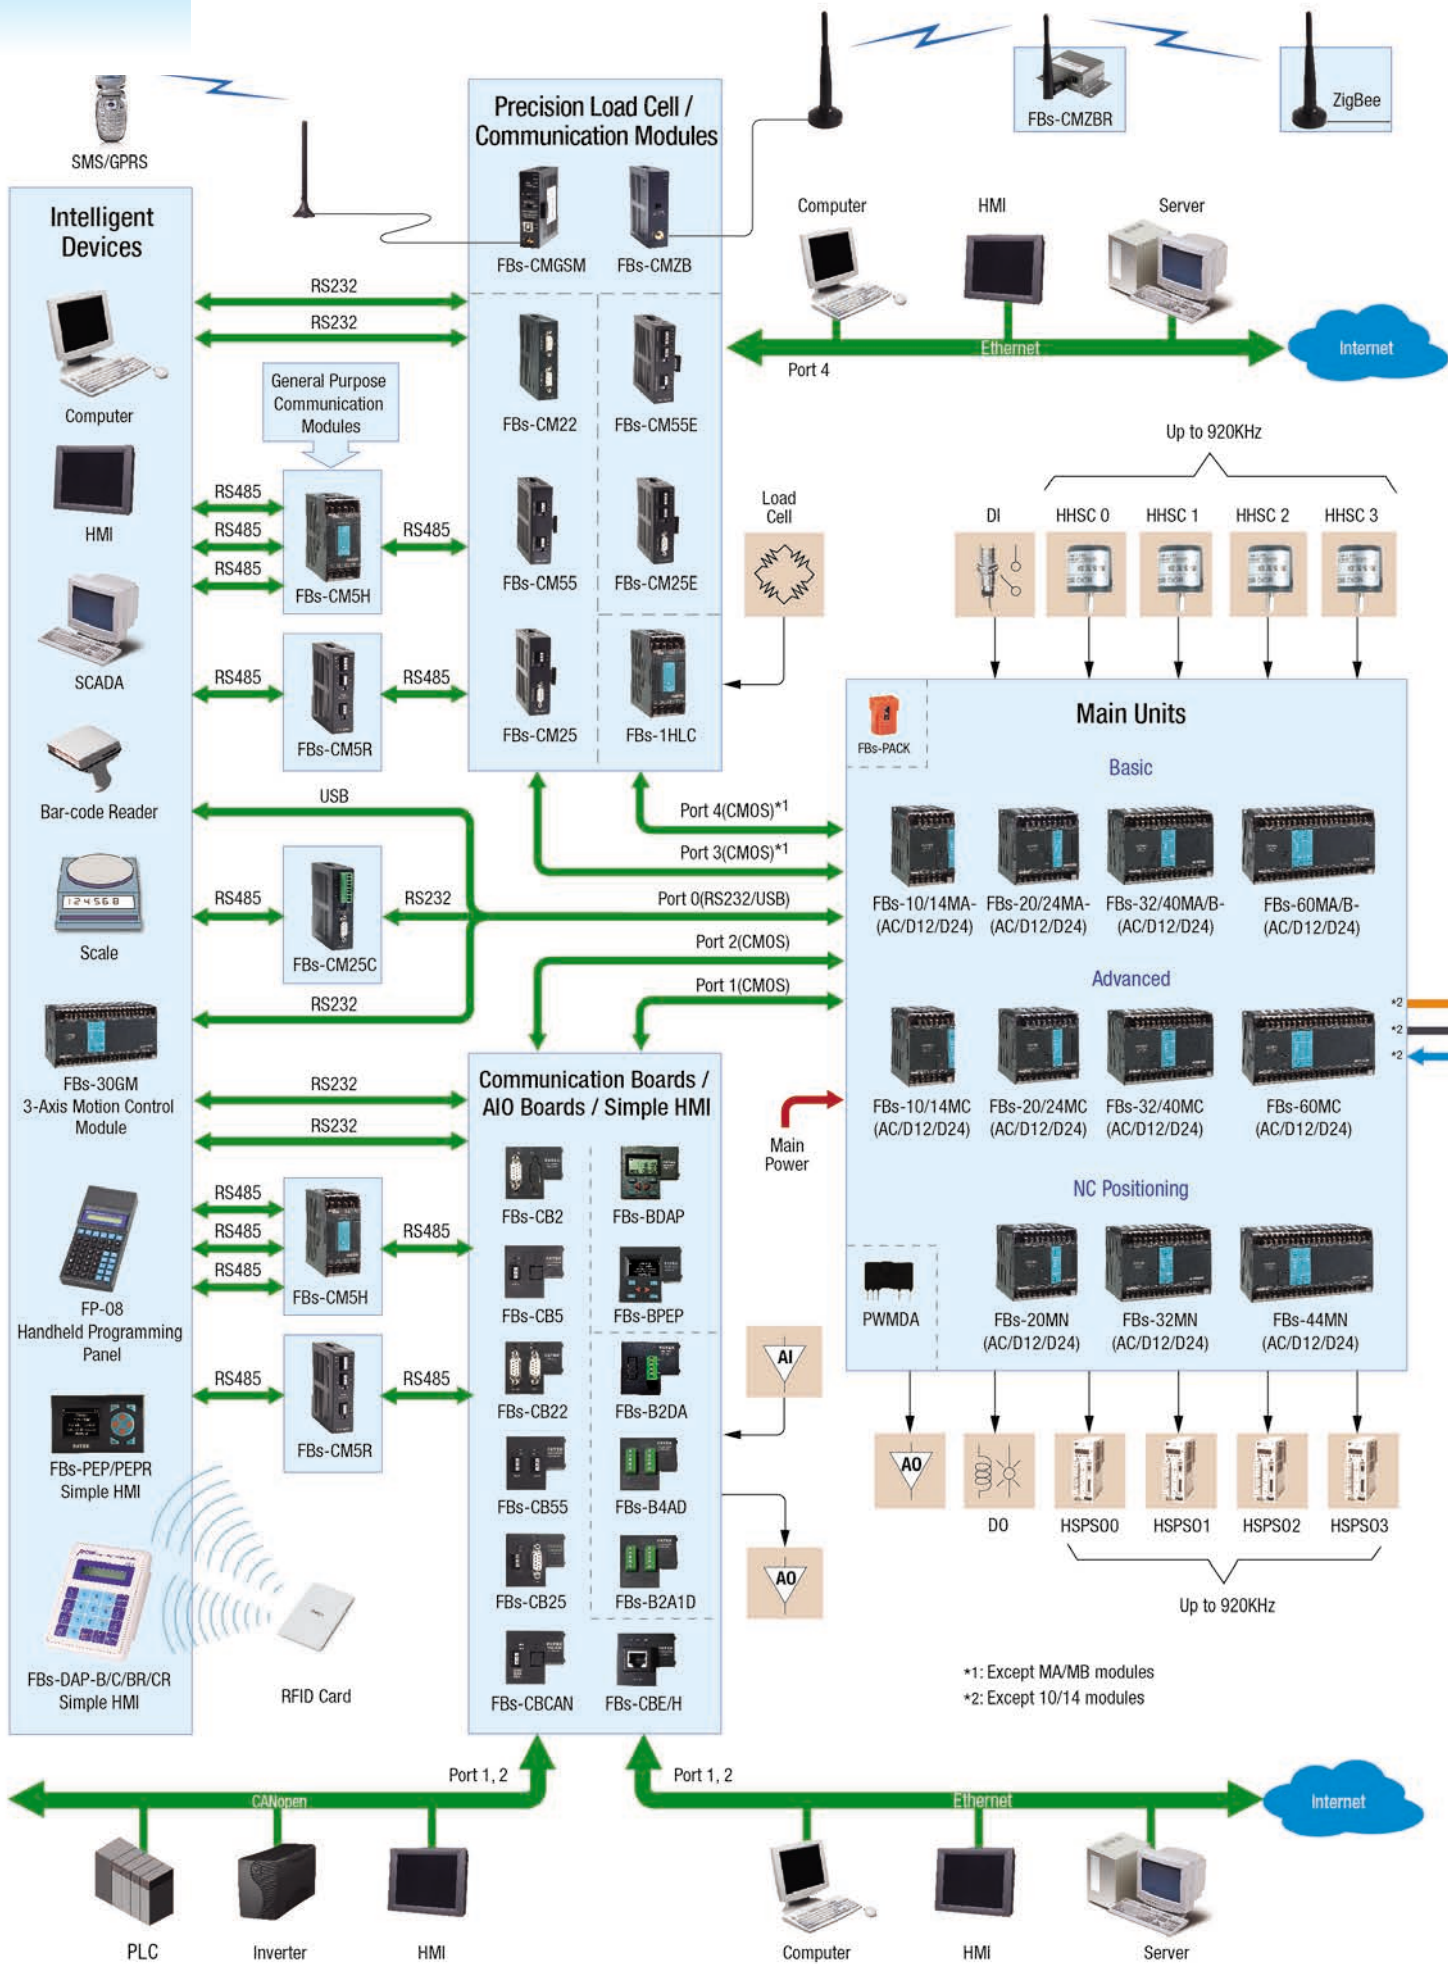 ZigBee
FBs-CMZBR
SMS/GPRS
Precision Load Cell /
Communication Modules
FBs-CMGSM
FBs-CMZB
Intelligent
Devices
Computer
HMI
SCADA
Bar-code Reader
Scale
FBs-30GM
3-Axis Motion Control
Module
FP-08
Handheld Programming
Panel
FBs-PEP/PEPR
Simple HMI
FBs-DAP-B/C/BR/CR
Simple HMI
RFID Card
RS232
RS232
General Purpose
Communication
Modules
RS485
RS485
RS485
FBs-CM5H
RS485
RS485
FBs-CM5R
RS485
USB
RS485
FBs-CM25C
RS232
RS232
RS232
RS232
RS485
RS485
RS485
FBs-CM5H
RS485
RS485
FBs-CM5R
RS485
FBs-CM22
FBs-CM55E
FBs-CM55
FBs-CM25E
FBs-CM25
FBs-1HLC
Computer
HMI
Server
Ethernet
Internet
Port 4
Load
Cell
Up to 920KHz
DI
HHSC 0
HHSC 1
HHSC 2
HHSC 3
Port 4(CMOS)*1
Port 3(CMOS)*1
Port 0(RS232/USB)
Port 2(CMOS)
Port 1(CMOS)
Main
Power
FBs-PACK
Main Units
Basic
FBs-10/14MA-
(AC/D12/D24)
FBs-20/24MA-
(AC/D12/D24)
FBs-32/40MA/B-
(AC/D12/D24)
FBs-60MA/B-
(AC/D12/D24)
Advanced
*2
*2
*2
FBs-10/14MC
(AC/D12/D24)
FBs-20/24MC
(AC/D12/D24)
FBs-32/40MC
(AC/D12/D24)
FBs-60MC
(AC/D12/D24)
NC Positioning
PWMDA
FBs-20MN
(AC/D12/D24)
FBs-32MN
(AC/D12/D24)
FBs-44MN
(AC/D12/D24)
AO
DO
HSPSO0
HSPSO1
HSPSO2
HSPSO3
Up to 920KHz
Communication Boards /
AIO Boards / Simple HMI
FBs-CB2
FBs-BDAP
FBs-CB5
FBs-BPEP
FBs-CB22
FBs-B2DA
FBs-CB55
FBs-B4AD
FBs-CB25
FBs-B2A1D
FBs-CBCAN
FBs-CBE/H
AI
AO
*1: Except MA/MB modules
*2: Except 10/14 modules
Port 1, 2
CANopen
PLC
Inverter
HMI
Port 1, 2
Ethernet
Internet
Computer
HMI
Server